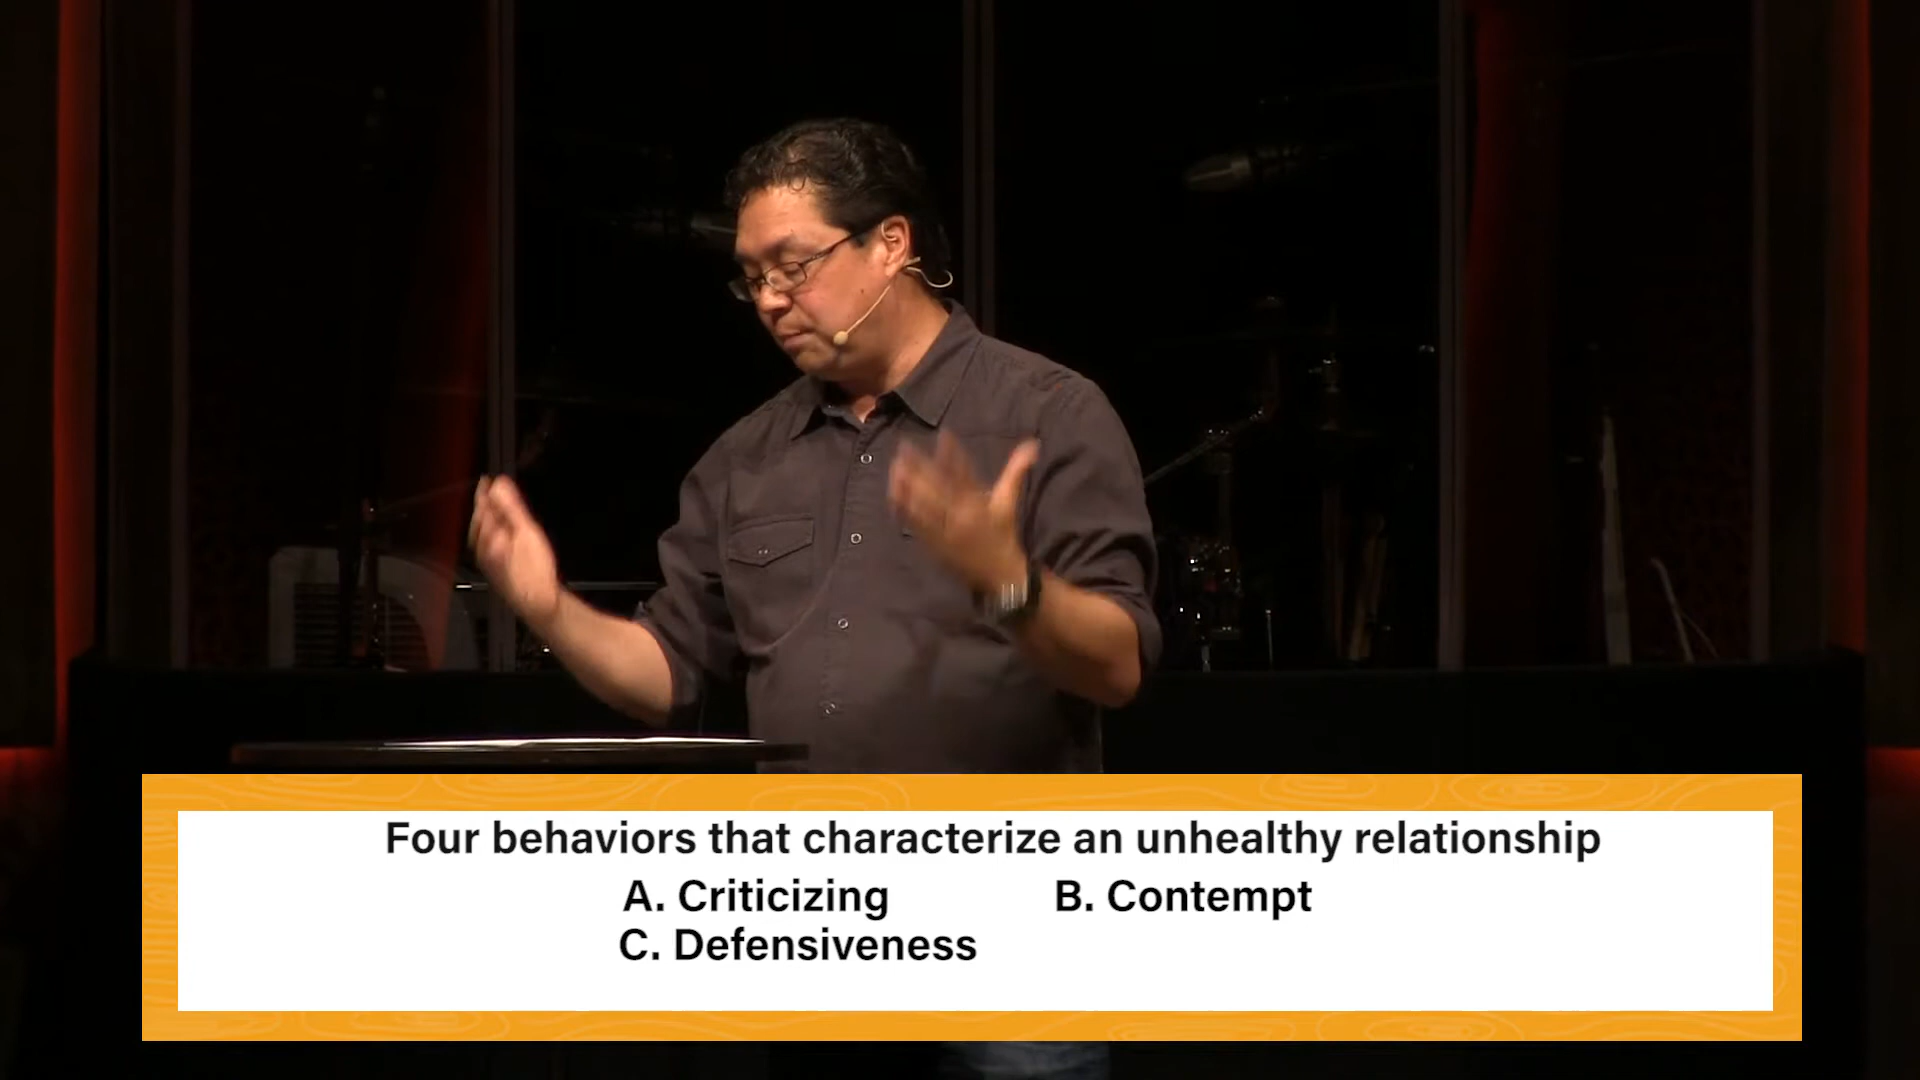 Four behaviors that characterize an unhealthy relationship
A. Criticizing B. Contempt
C. Defensiveness